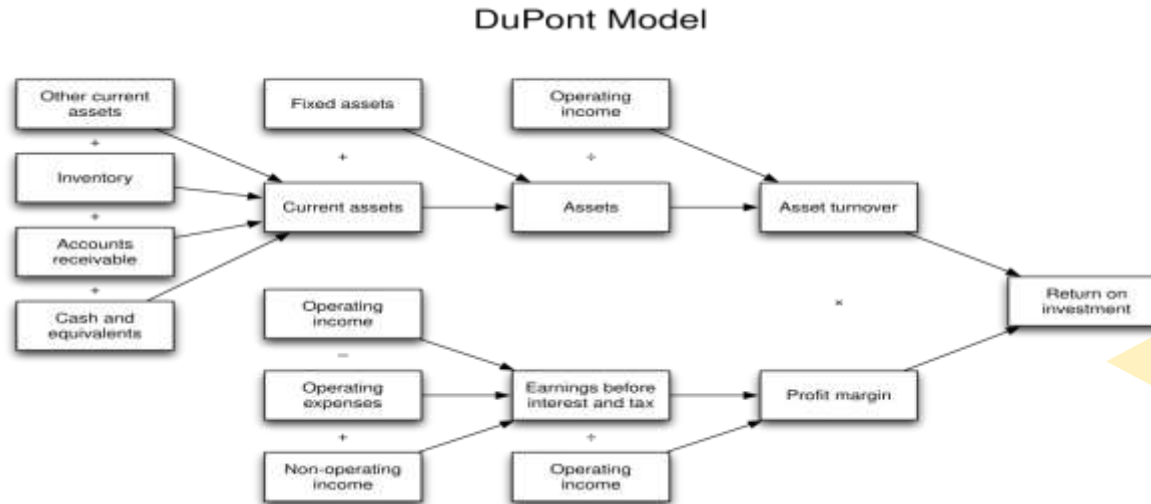 DuPont Model
Other current
assets
+
Inventory
+
Accounts
receivable
+
Cash and
equivalents
Fixed assets
+
Current assets
Operating
income
÷
Assets
Asset turnover
Operating
income
–
Operating
expenses
+
Non-operating
income
Earnings before
interest and tax
÷
Operating
income
Profit margin
×
Return on
investment